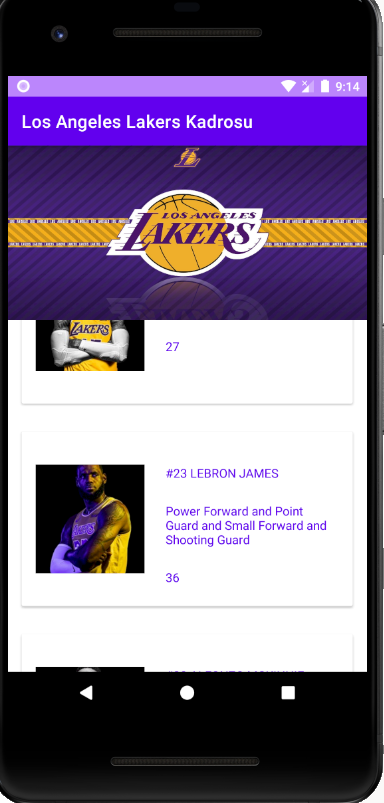 9:14
Los Angeles Lakers Kadrosu
LOS ANGELES
LAKERS
LAKERS
27
#23 LEBRON JAMES
Power Forward and Point
Guard and Small Forward and
Shooting Guard
36